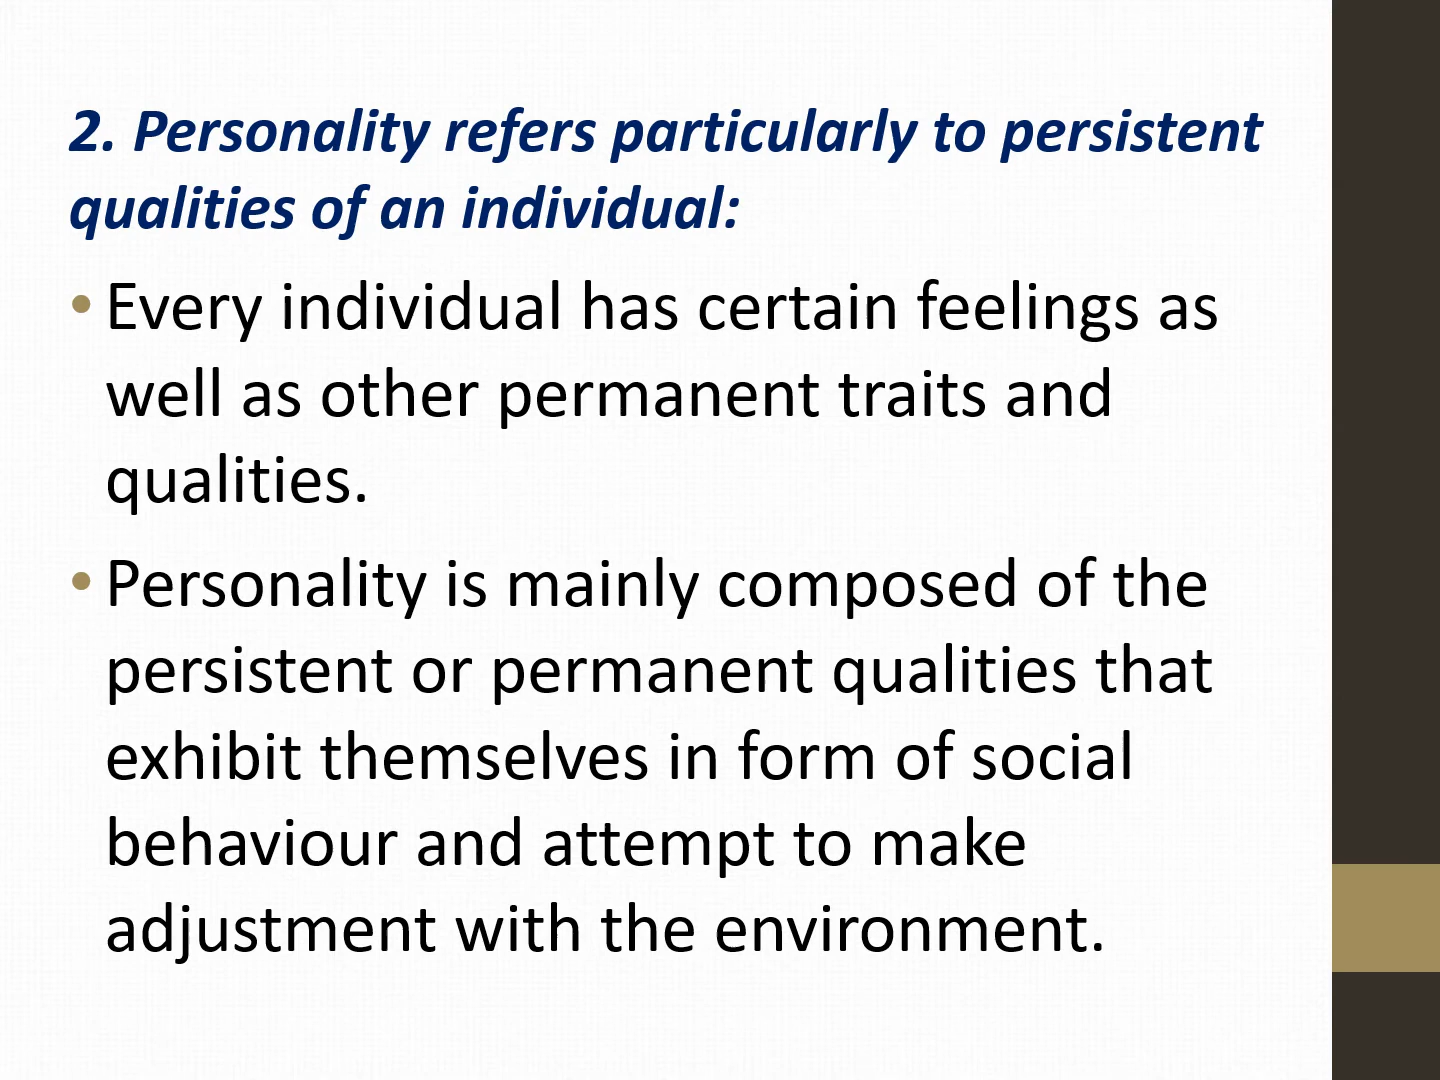 2. Personality refers particularly to persistent
qualities of an individual:
• Every individual has certain feelings as
well as other permanent traits and
qualities.
• Personality is mainly composed of the
persistent or permanent qualities that
exhibit themselves in form of social
behaviour and attempt to make
adjustment with the environment.